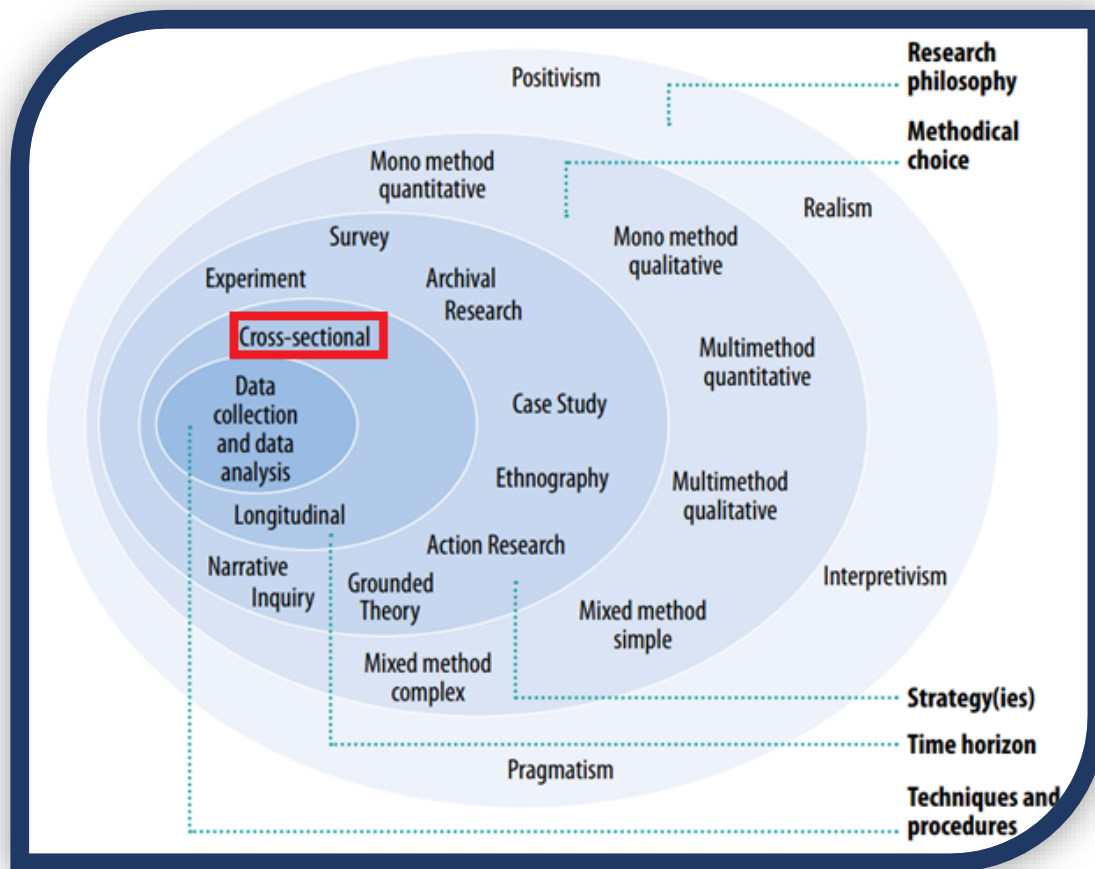 Positivism
Research
philosophy
Methodical
choice
Mono method
quantitative
Realism
Survey
Mono method
qualitative
Experiment
Archival
Research
Cross-sectional
Multimethod
quantitative
Data
collection
and data
analysis
Case Study
Ethnography
Multimethod
qualitative
Longitudinal
Action Research
Narrative
Inquiry
Grounded
Theory
Interpretivism
Mixed method
simple
Mixed method
complex
Strategy(ies)
Time horizon
Pragmatism
Techniques and
procedures